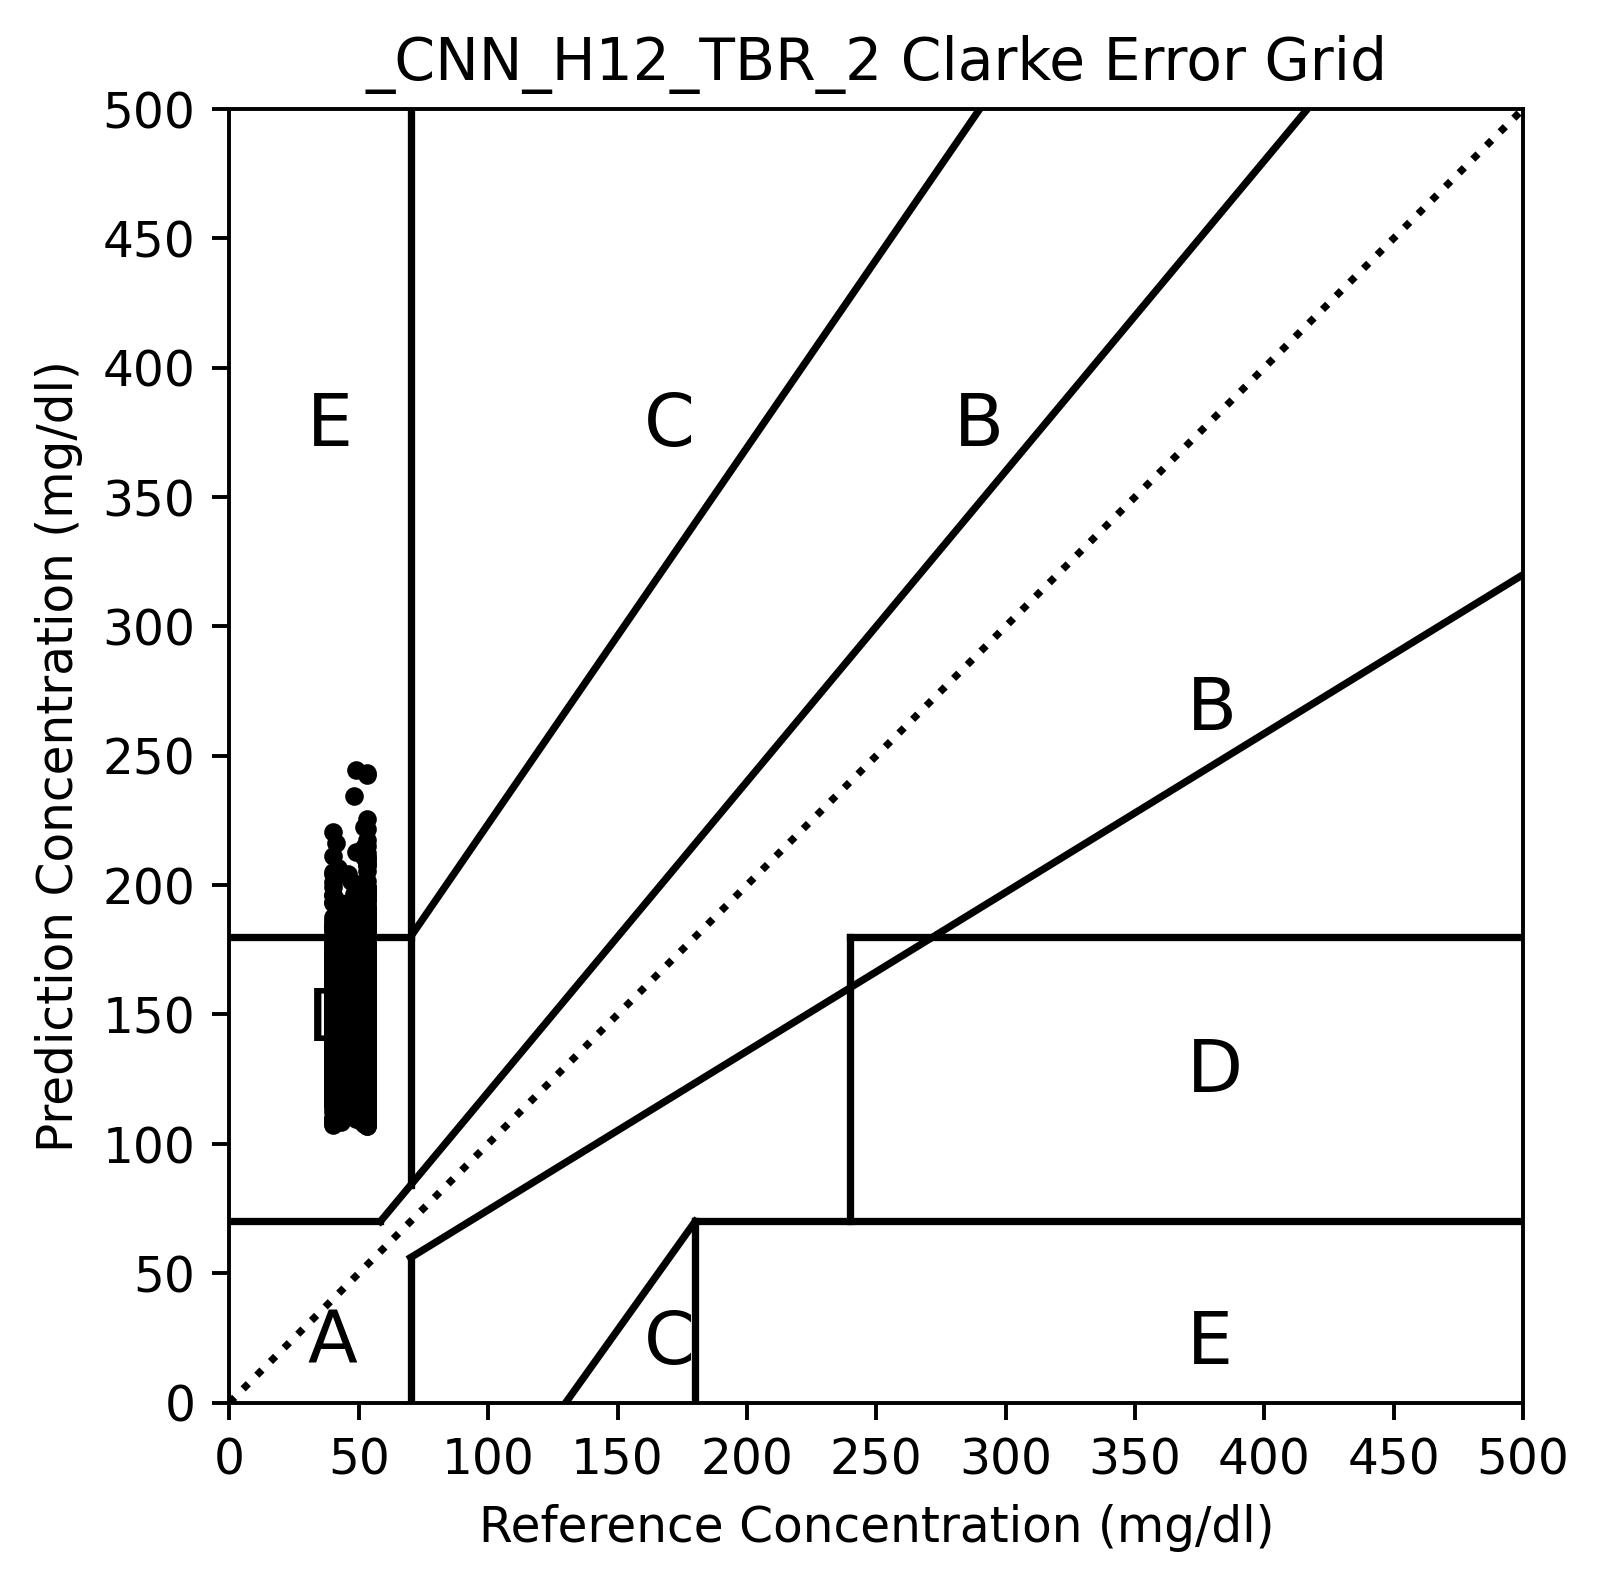 _CNN_H12_TBR_2 Clarke Error Grid
500
450
400
350
300
250
200
150
100
50
0
Prediction Concentration (mg/dl)
E
C
B
B
D
A
C
E
0 50 100 150 200 250 300 350 400 450 500
Reference Concentration (mg/dl)